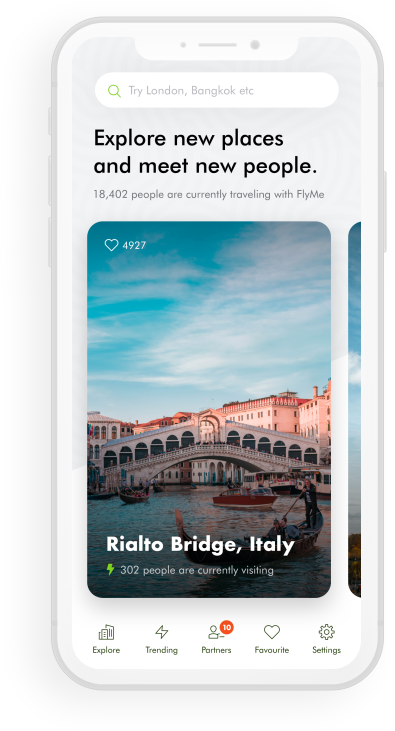 Try London, Bangkok etc
Explore new places
and meet new people.
18,402 people are currently traveling with FlyMe
4927
Rialto Bridge, Italy
302 people are currently visiting
10
Explore Trending Partners Favourite Settings